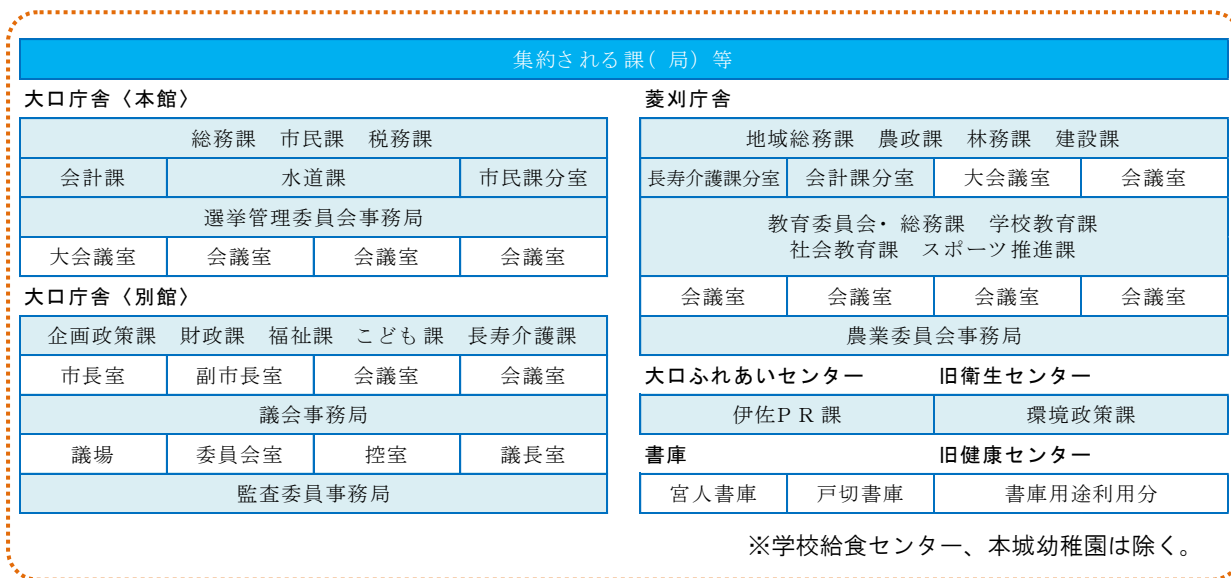 集約される課(局)等
大口庁舎〈本館〉
総務課 市民課 税務課
会計課 水道課 市民課分室
選挙管理委員会事務局
大会議室 会議室 会議室 会議室
大口庁舎〈別館〉
企画政策課 財政課 福祉課 こども課 長寿介護課
市長室 副市長室 会議室 会議室
議会事務局
議場 委員会室 控室 議長室
監査委員事務局
菱刈庁舎
地域総務課 農政課 林務課 建設課
長寿介護課分室 会計課分室 大会議室 会議室
教育委員会・総務課 学校教育課
社会教育課 スポーツ推進課
会議室 会議室 会議室 会議室
農業委員会事務局
大口ふれあいセンター 旧衛生センター
伊佐PR課 環境政策課
書庫 旧健康センター
宮人書庫 戸切書庫 書庫用途利用分
※学校給食センター、本城幼稚園は除く。